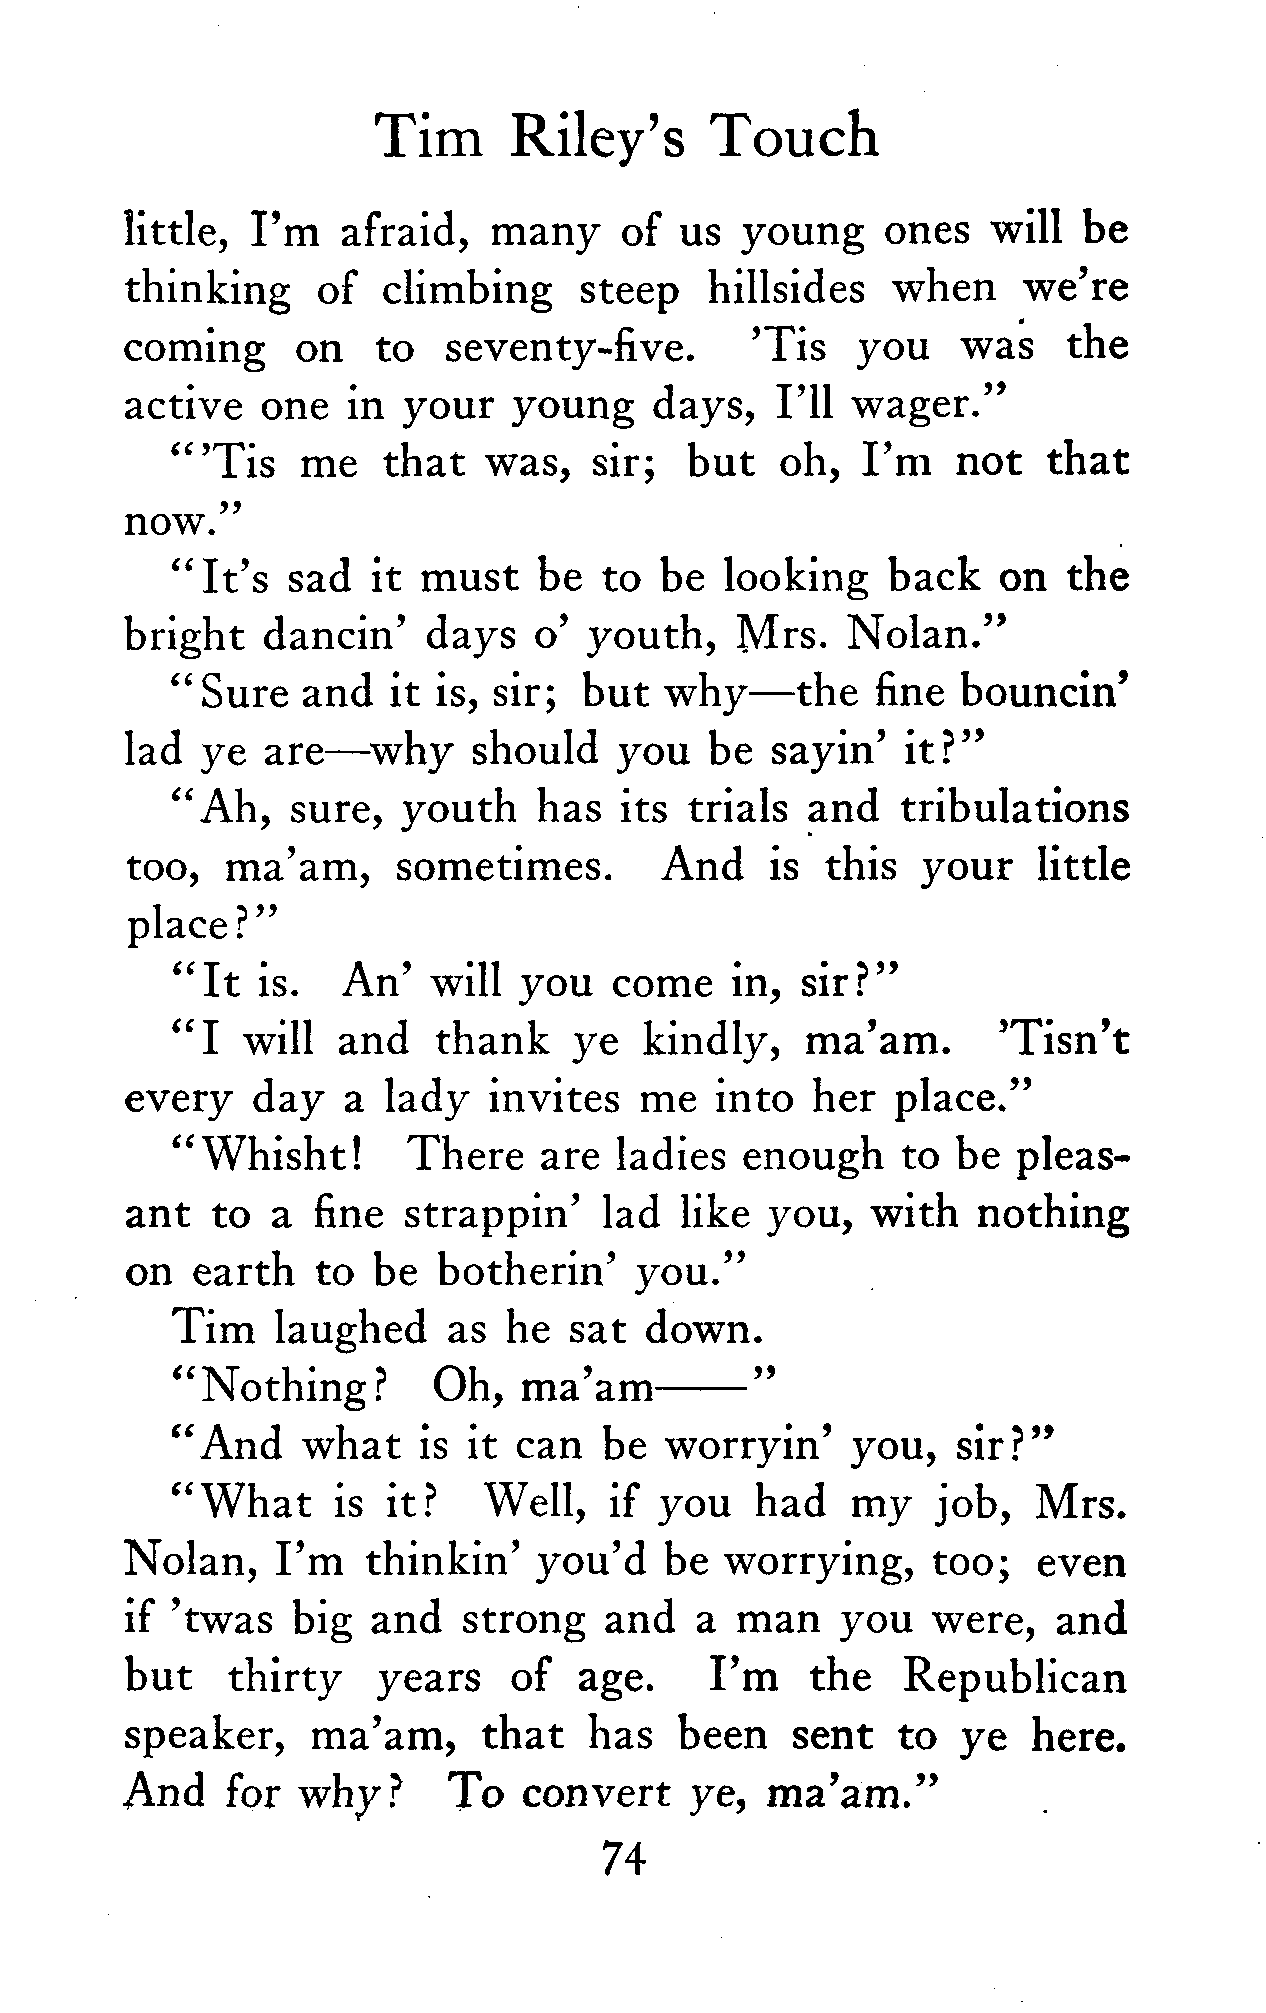 Tim Riley's Touch
little, I'm afraid, many of us young ones will be
thinking of climbing steep hillsides when we're
coming on to seventy-five. 'Tis you was the
active one in your young days, I'll wager."
"'Tis me that was, sir; but oh, I'm not that
now."
"It's sad it must be to be looking back on the
bright dancin' days o' youth, Mrs. Nolan."
"Sure and it is, sir; but why—the fine bouncin'
lad ye are—why should you be sayin' it?"
"Ah, sure, youth has its trials and tribulations
too, ma'am, sometimes. And is this your little
place?"
"It is. An' will you come in, sir?"
"I will and thank ye kindly, ma'am. 'Tisn't
every day a lady invites me into her place."
"Whisht! There are ladies enough to be pleas-
ant to a fine strappin' lad like you, with nothing
on earth to be botherin' you."
Tim laughed as he sat down.
"Nothing? Oh, ma'am——"
"And what is it can be worryin' you, sir?"
"What is it? Well, if you had my job, Mrs.
Nolan, I'm thinkin' you'd be worrying, too; even
if 'twas big and strong and a man you were, and
but thirty years of age. I'm the Republican
speaker, ma'am, that has been sent to ye here.
And for why? To convert ye, ma'am."
74